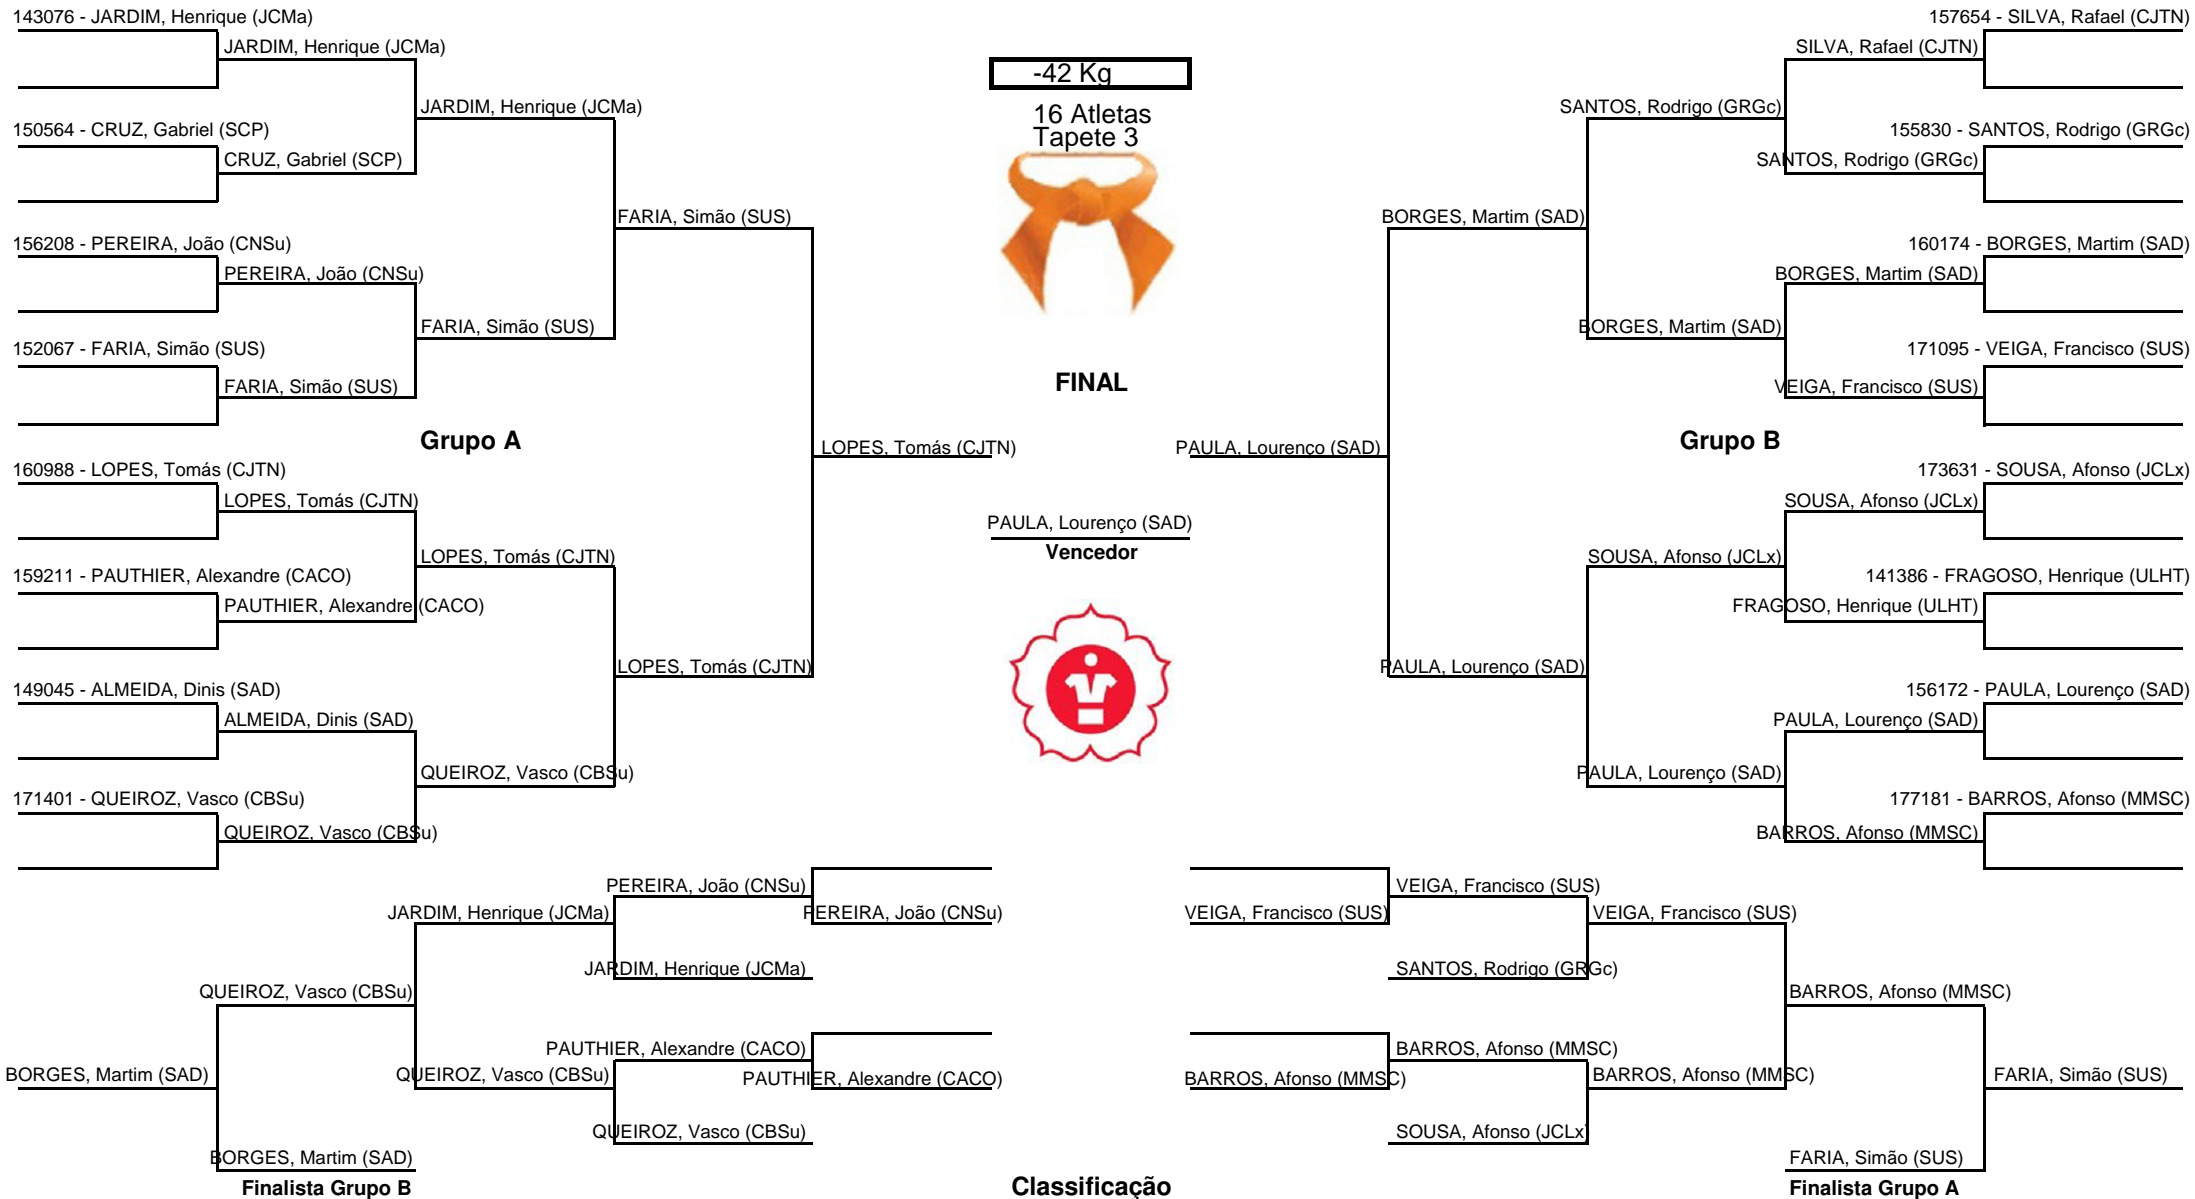 143076 - JARDIM, Henrique (JCMa)
JARDIM, Henrique (JCMa)
JARDIM, Henrique (JCMa)
150564 - CRUZ, Gabriel (SCP)
CRUZ, Gabriel (SCP)
FARIA, Simão (SUS)
156208 - PEREIRA, João (CNSu)
PEREIRA, João (CNSu)
FARIA, Simão (SUS)
152067 - FARIA, Simão (SUS)
FARIA, Simão (SUS)
Grupo A
LOPES, Tomás (CJTN)
160988 - LOPES, Tomás (CJTN)
LOPES, Tomás (CJTN)
LOPES, Tomás (CJTN)
159211 - PAUTHIER, Alexandre (CACO)
PAUTHIER, Alexandre (CACO)
LOPES, Tomás (CJTN)
149045 - ALMEIDA, Dinis (SAD)
ALMEIDA, Dinis (SAD)
QUEIROZ, Vasco (CBSu)
171401 - QUEIROZ, Vasco (CBSu)
QUEIROZ, Vasco (CBSu)
-42 Kg
16 Atletas
Tapete 3
FINAL
PAULA, Lourenço (SAD)
Vencedor
157654 - SILVA, Rafael (CJTN)
SILVA, Rafael (CJTN)
SANTOS, Rodrigo (GRGc)
155830 - SANTOS, Rodrigo (GRGc)
SANTOS, Rodrigo (GRGc)
BORGES, Martim (SAD)
160174 - BORGES, Martim (SAD)
BORGES, Martim (SAD)
BORGES, Martim (SAD)
171095 - VEIGA, Francisco (SUS)
VEIGA, Francisco (SUS)
Grupo B
PAULA, Lourenço (SAD)
173631 - SOUSA, Afonso (JCLx)
SOUSA, Afonso (JCLx)
SOUSA, Afonso (JCLx)
141386 - FRAGOSO, Henrique (ULHT)
FRAGOSO, Henrique (ULHT)
PAULA, Lourenço (SAD)
156172 - PAULA, Lourenço (SAD)
PAULA, Lourenço (SAD)
PAULA, Lourenço (SAD)
177181 - BARROS, Afonso (MMSC)
BARROS, Afonso (MMSC)
PEREIRA, João (CNSu)
JARDIM, Henrique (JCMa)
PEREIRA, João (CNSu)
JARDIM, Henrique (JCMa)
QUEIROZ, Vasco (CBSu)
PAUTHIER, Alexandre (CACO)
BORGES, Martim (SAD)
QUEIROZ, Vasco (CBSu)
PAUTHIER, Alexandre (CACO)
QUEIROZ, Vasco (CBSu)
BORGES, Martim (SAD)
Finalista Grupo B
VEIGA, Francisco (SUS)
VEIGA, Francisco (SUS)
VEIGA, Francisco (SUS)
SANTOS, Rodrigo (GRGc)
BARROS, Afonso (MMSC)
BARROS, Afonso (MMSC)
BARROS, Afonso (MMSC)
BARROS, Afonso (MMSC)
FARIA, Simão (SUS)
SOUSA, Afonso (JCLx)
FARIA, Simão (SUS)
Finalista Grupo A
Classificação